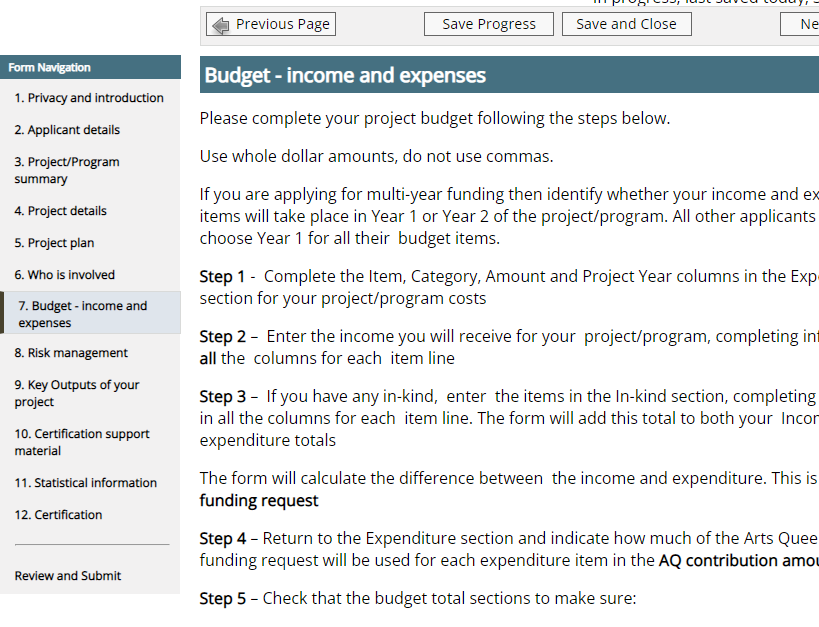 in progress, last saved today,
Previous Page
Save Progress
Save and Close
Form Navigation
1. Privacy and introduction
2. Applicant details
3. Project/Program
summary
4. Project details
5. Project plan
6. Who is involved
7. Budget - income and
expenses
8. Risk management
9. Key Outputs of your
project
10. Certification support
material
11. Statistical information
12. Certification
Review and Submit
Budget - income and expenses
Please complete your project budget following the steps below.
Use whole dollar amounts, do not use commas.
If you are applying for multi-year funding then identify whether your income and
items will take place in Year 1 or Year 2 of the project/program. All other applicants
choose Year 1 for all their budget items.
Step 1 - Complete the Item, Category, Amount and Project Year columns in the
section for your project/program costs
Step 2 – Enter the income you will receive for your project/program, completing
all the columns for each item line
Step 3 – If you have any in-kind, enter the items in the In-kind section, completing
in all the columns for each item line. The form will add this total to both your
expenditure totals
The form will calculate the difference between the income and expenditure. This is
funding request
Step 4 – Return to the Expenditure section and indicate how much of the Arts
funding request will be used for each expenditure item in the AQ contribution
Step 5 – Check that the budget total sections to make sure: